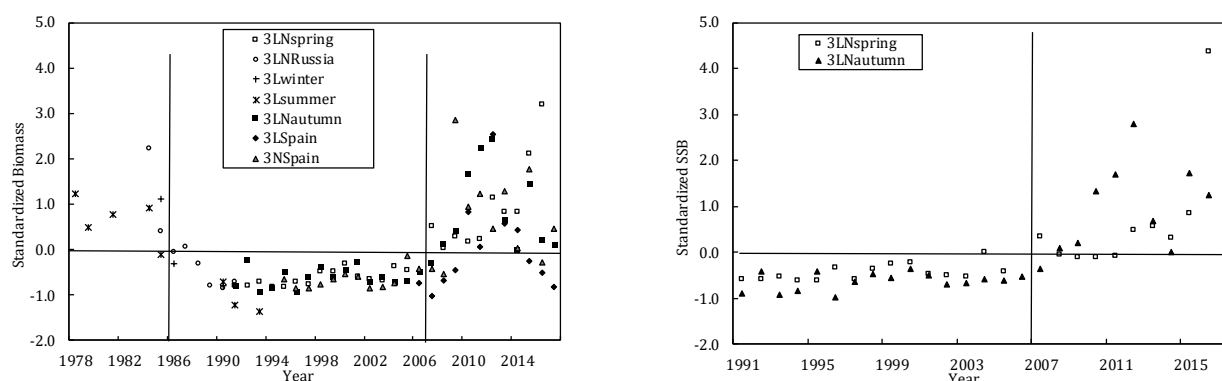 5.0
4.0
3.0
2.0
1.0
0.0
-1.0
-2.0
Standardized Biomass
3LNspring
3LNRussia
3Lwinter
3Lsummer
3LNautumn
3LSpain
3NSpain
1978 1982 1986 1990 1994 1998 2002 2006 2010 2014
Year
5.0
4.0
3.0
2.0
1.0
0.0
-1.0
-2.0
Standardized SSB
3LNspring
3LNautumn
1991 1995 1999 2003 2007 2011 2015
Year